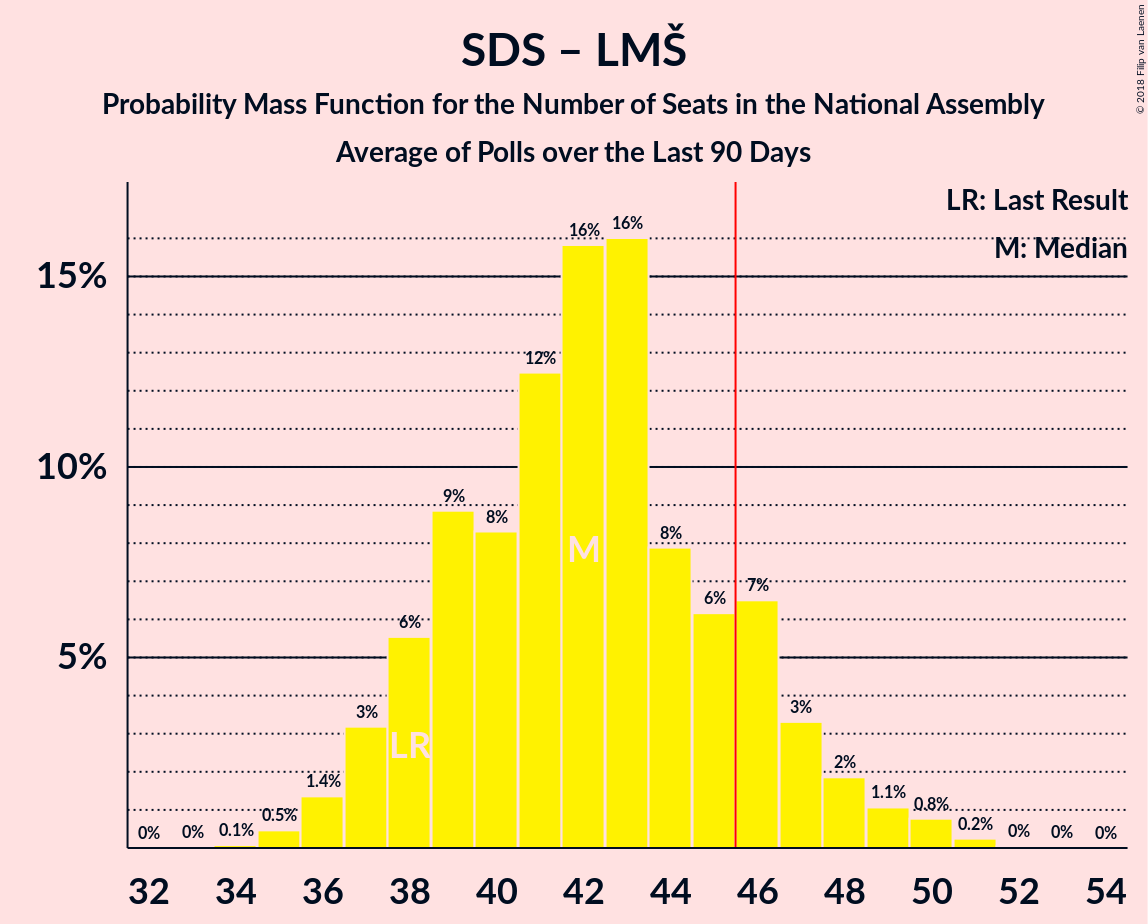 SDS – LMŠ
Probability Mass Function for the Number of Seats in the National Assembly
Average of Polls over the Last 90 Days
© 2018 Filip van Laenen
LR: Last Result
M: Median
15%
10%
5%
0%
0%
0.1%
0.5%
1.4%
3%
6%
9%
8%
12%
16%
16%
8%
6%
7%
3%
2%
1.1%
0.8%
0.2%
0%
0%
0%
LR
M
32 34 36 38 40 42 44 46 48 50 52 54